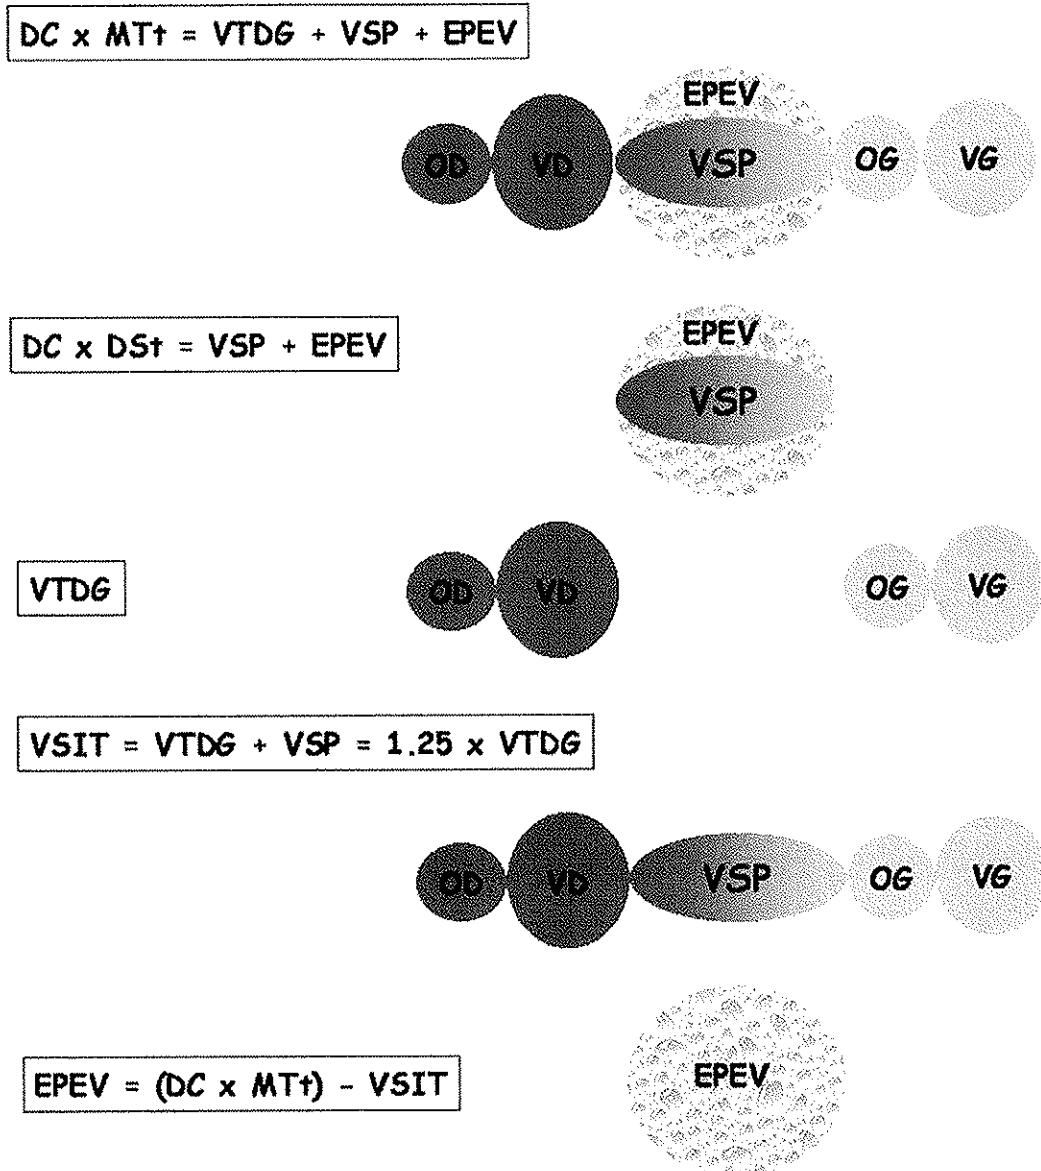 DC x MTt = VTDG + VSP + EPEV
EPEV
OD VD VSP OG VG
DC x DSt = VSP + EPEV
EPEV
VSP
VTDG
OD VD OG VG
VSIT = VTDG + VSP = 1.25 x VTDG
OD VD VSP OG VG
EPEV = (DC x MTt) - VSIT
EPEV